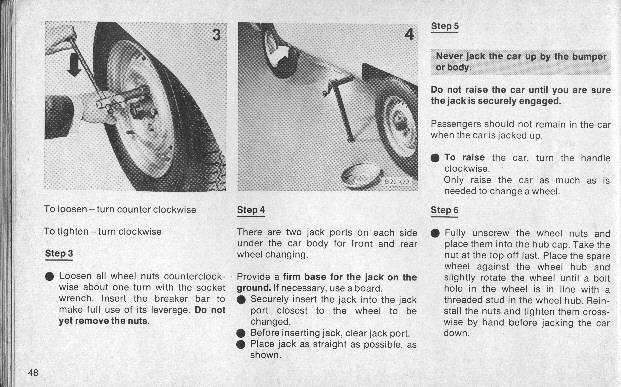 3
To loosen – turn counter clockwise
To tighten – turn clockwise
Step 3
● Loosen all wheel nuts counterclock-
wise about one turn with the socket
wrench. Insert the breaker bar to
make full use of its leverage. Do not
yet remove the nuts.
48
4
Step 4
There are two jack ports on each side
under the car body for front and rear
wheel changing.
Provide a firm base for the jack on the
ground. If necessary, use a board.
● Securely insert the jack into the jack
port closest to the wheel to be
changed.
● Before inserting jack, clear jack port.
● Place jack as straight as possible, as
shown.
Step 5
Never jack the car up by the bumper
or body.
Do not raise the car until you are sure
the jack is securely engaged.
Passengers should not remain in the car
when the car is jacked up.
● To raise the car, turn the handle
clockwise.
Only raise the car as much as is
needed to change a wheel.
Step 6
● Fully unscrew the wheel nuts and
place them into the hub cap. Take the
nut at the top off last. Place the spare
wheel against the wheel hub and
slightly rotate the wheel until a bolt
hole in the wheel is in line with a
threaded stud in the wheel hub. Rein-
stall the nuts and tighten them cross-
wise by hand before jacking the car
down.